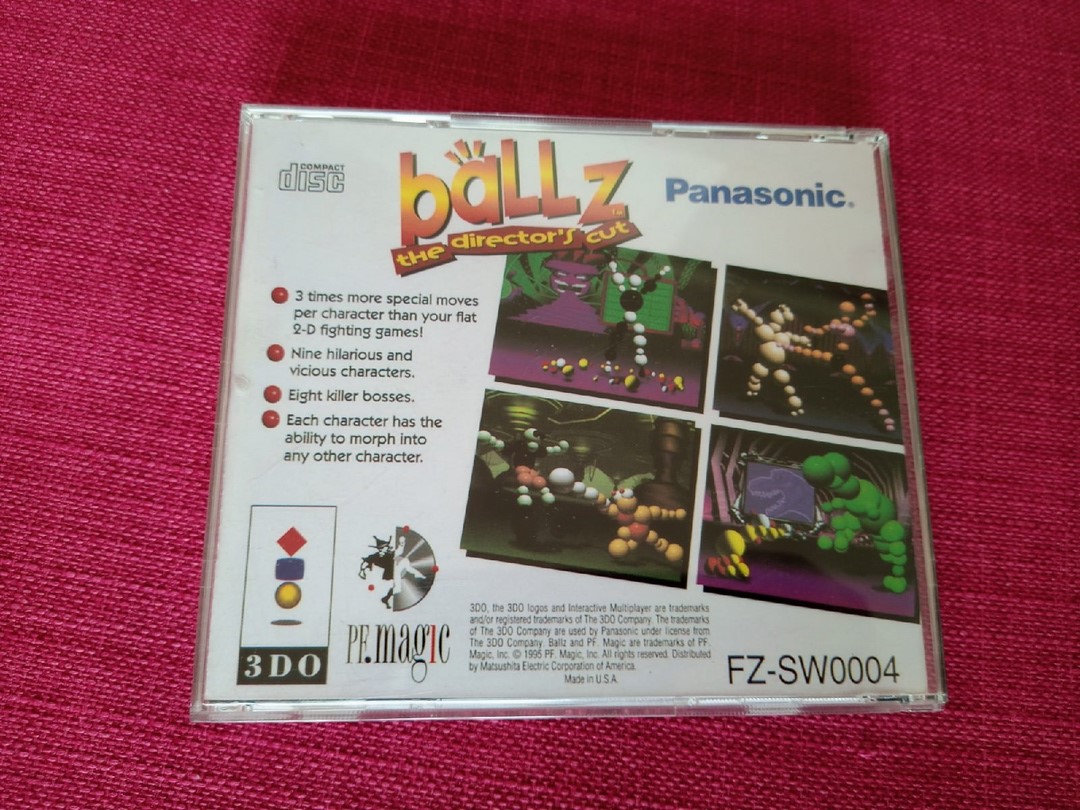 COMPACT
disc
ballz
TM
the director's cut
Panasonic®
3 times more special moves
per character than your flat
2-D fighting games!
Nine hilarious and
vicious characters.
Eight killer bosses.
Each character has the
ability to morph into
any other character.
3DO
PF.magic
3DO, the 3DO logos and Interactive Multiplayer are trademarks
and/or registered trademarks of The 3DO Company. The trademarks
of The 3DO Company are used by Panasonic under license from
The 3DO Company. Ballz and PF. Magic are trademarks of PF.
Magic, Inc. © 1995 PF. Magic, Inc. All rights reserved. Distributed
by Matsushita Electric Corporation of America.
Made in U.S.A.
FZ-SW0004